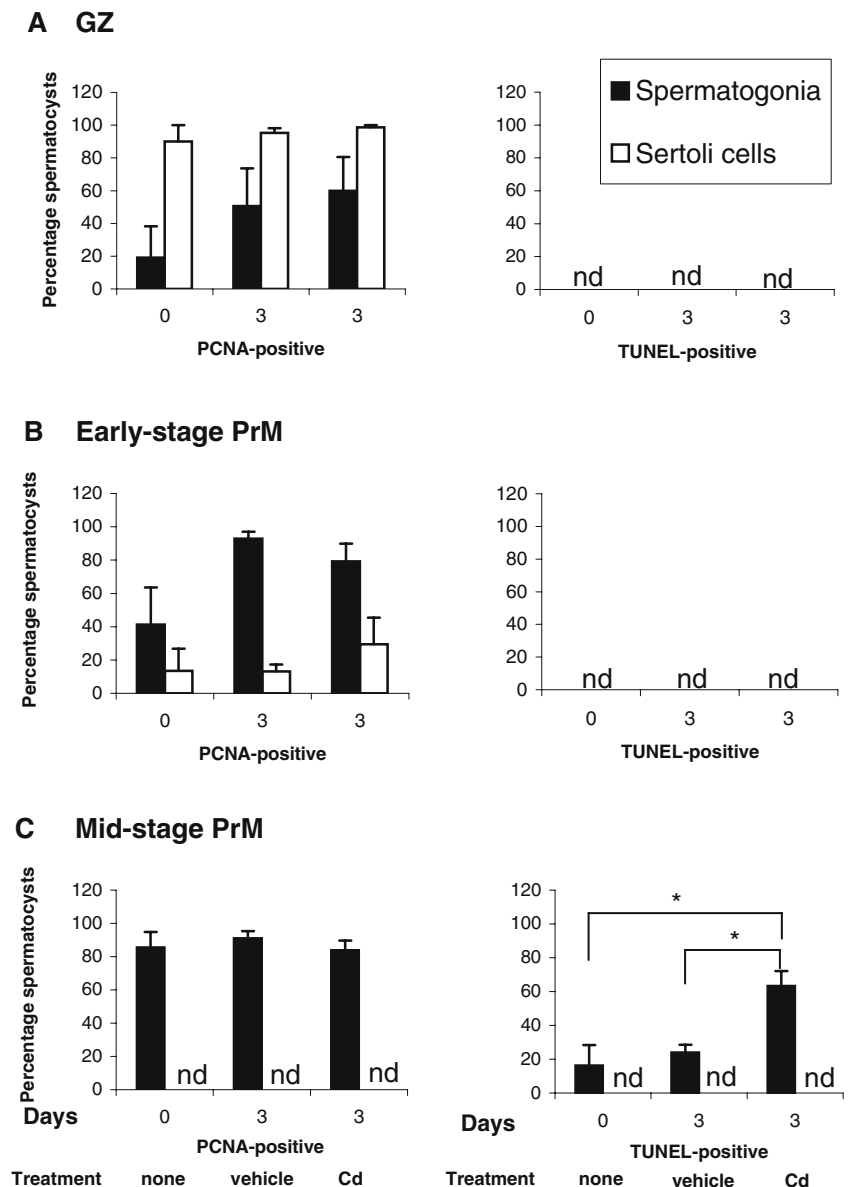 A GZ
Percentage spermatocysts
120
100
80
60
40
20
0
0 3 3
PCNA-positive
Spermatogonia
Sertoli cells
120
100
80
60
40
20
0
nd nd nd
0 3 3
TUNEL-positive
B Early-stage PrM
Percentage spermatocysts
120
100
80
60
40
20
0
0 3 3
PCNA-positive
120
100
80
60
40
20
0
nd nd nd
0 3 3
TUNEL-positive
C Mid-stage PrM
Percentage spermatocysts
120
100
80
60
40
20
0
nd nd nd
Days 0 3 3
PCNA-positive
Treatment none vehicle Cd
120
100
80
60
40
20
0
*
*
nd nd nd
Days 0 3 3
TUNEL-positive
Treatment none vehicle Cd